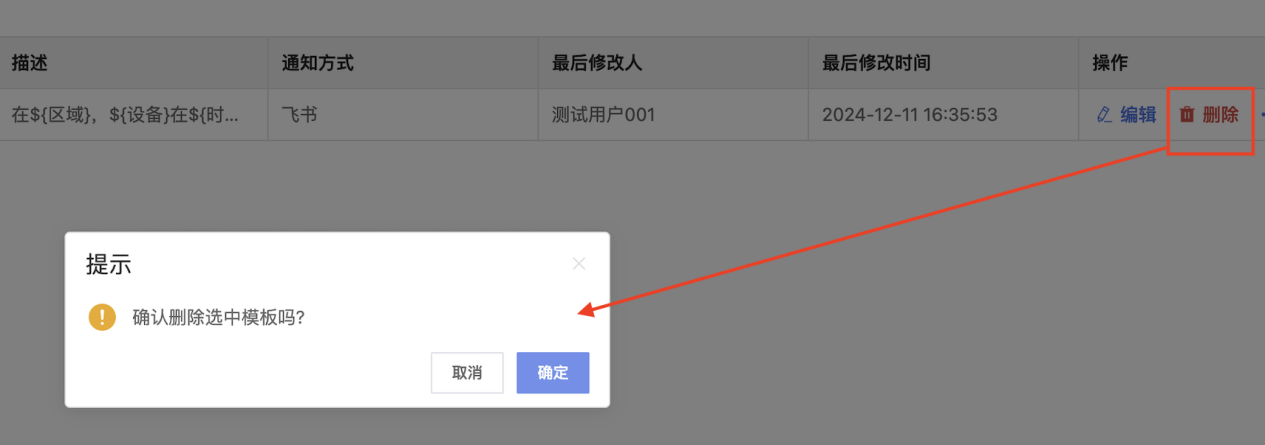 描述 通知方式 最后修改人 最后修改时间 操作
在${区域}，${设备}在${时... 飞书 测试用户001 2024-12-11 16:35:53 编辑 删除
提示
确认删除选中模板吗?
取消 确定